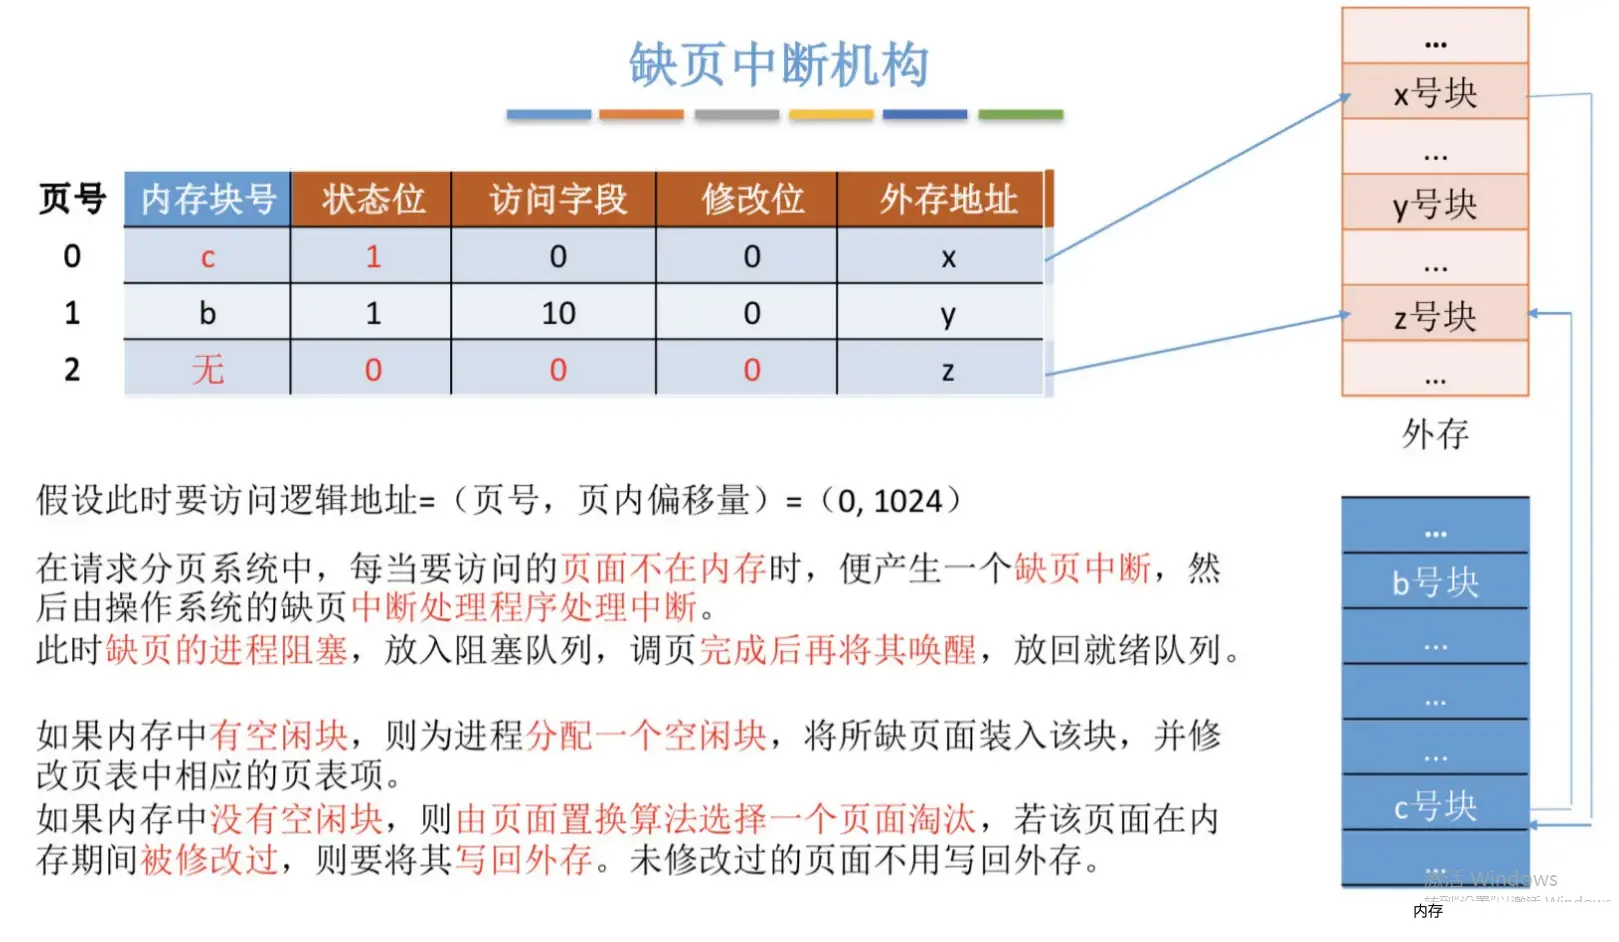 缺页中断机构
页号 内存块号 状态位 访问字段 修改位 外存地址
0 c 1 0 0 x
1 b 1 10 0 y
2 无 0 0 0 z
...
x号块
...
y号块
...
z号块
...
外存
假设此时要访问逻辑地址=（页号，页内偏移量）=（0, 1024）
在请求分页系统中，每当要访问的页面不在内存时，便产生一个缺页中断，然
后由操作系统的缺页中断处理程序处理中断。
此时缺页的进程阻塞，放入阻塞队列，调页完成后再将其唤醒，放回就绪队列。
如果内存中有空闲块，则为进程分配一个空闲块，将所缺页面装入该块，并修
改页表中相应的页表项。
如果内存中没有空闲块，则由页面置换算法选择一个页面淘汰，若该页面在内
存期间被修改过，则要将其写回外存。未修改过的页面不用写回外存。
...
b号块
...
...
...
c号块
...
激活 Windows
转到"设置"以激活 Windows
内存